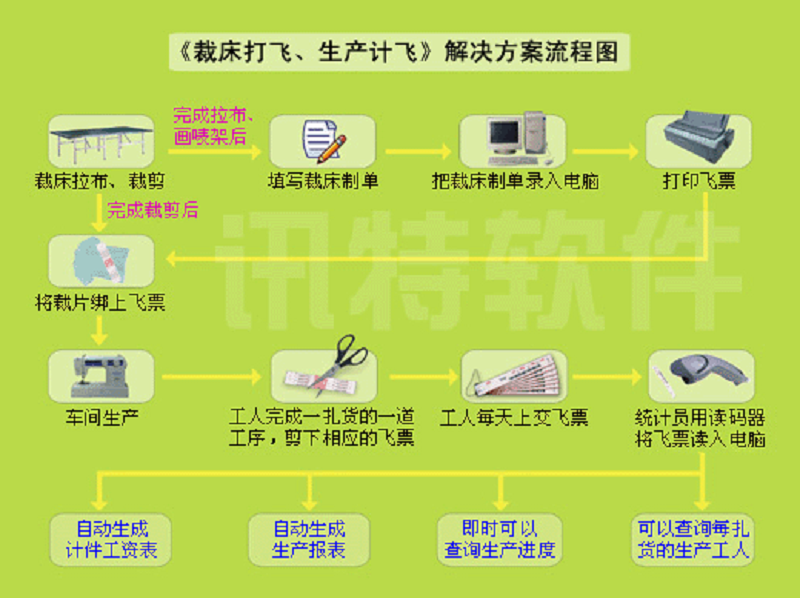 《裁床打飞、生产计飞》解决方案流程图
完成拉布、
画唛架后
裁床拉布、裁剪
填写裁床制单
把裁床制单录入电脑
打印飞票
完成裁剪后
讯特软件
将裁片绑上飞票
车间生产
工人完成一扎货的一道
工序，剪下相应的飞票
工人每天上交飞票
统计员用读码器
将飞票读入电脑
自动生成
计件工资表
自动生成
生产报表
即时可以
查询生产进度
可以查询每扎
货的生产工人